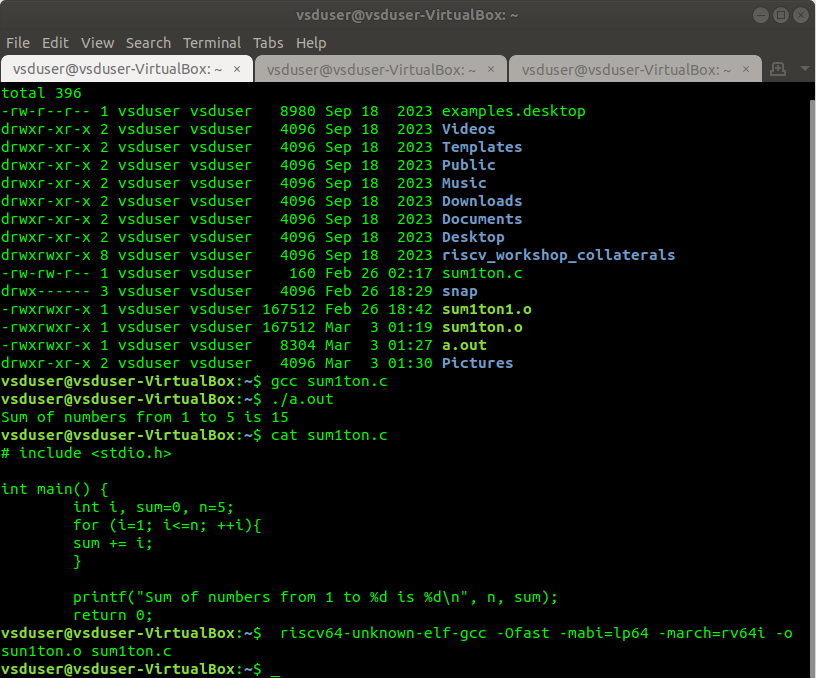 vsduser@vsduser-VirtualBox: ~
File Edit View Search Terminal Tabs Help
vsduser@vsduser-VirtualBox: ~ × vsduser@vsduser-VirtualBox: ~ × vsduser@vsduser-VirtualBox: ~ ×
total 396
-rw-r--r-- 1 vsduser vsduser   8980 Sep 18  2023 examples.desktop
drwxr-xr-x 2 vsduser vsduser   4096 Sep 18  2023 Videos
drwxr-xr-x 2 vsduser vsduser   4096 Sep 18  2023 Templates
drwxr-xr-x 2 vsduser vsduser   4096 Sep 18  2023 Public
drwxr-xr-x 2 vsduser vsduser   4096 Sep 18  2023 Music
drwxr-xr-x 2 vsduser vsduser   4096 Sep 18  2023 Downloads
drwxr-xr-x 2 vsduser vsduser   4096 Sep 18  2023 Documents
drwxr-xr-x 2 vsduser vsduser   4096 Sep 18  2023 Desktop
drwxrwxr-x 8 vsduser vsduser   4096 Sep 18  2023 riscv_workshop_collaterals
-rw-rw-r-- 1 vsduser vsduser    160 Feb 26 02:17 sum1ton.c
drwx------ 3 vsduser vsduser   4096 Feb 26 18:29 snap
-rwxrwxr-x 1 vsduser vsduser 167512 Feb 26 18:42 sum1ton1.o
-rwxrwxr-x 1 vsduser vsduser 167512 Mar  3 01:19 sum1ton.o
-rwxrwxr-x 1 vsduser vsduser   8304 Mar  3 01:27 a.out
drwxr-xr-x 2 vsduser vsduser   4096 Mar  3 01:30 Pictures
vsduser@vsduser-VirtualBox:~$ gcc sum1ton.c
vsduser@vsduser-VirtualBox:~$ ./a.out
Sum of numbers from 1 to 5 is 15
vsduser@vsduser-VirtualBox:~$ cat sum1ton.c
# include <stdio.h>

int main() {
        int i, sum=0, n=5;
        for (i=1; i<=n; ++i){
        sum += i;
        }

        printf("Sum of numbers from 1 to %d is %d\n", n, sum);
        return 0;
vsduser@vsduser-VirtualBox:~$  riscv64-unknown-elf-gcc -Ofast -mabi=lp64 -march=rv64i -o
sun1ton.o sum1ton.c
vsduser@vsduser-VirtualBox:~$ _